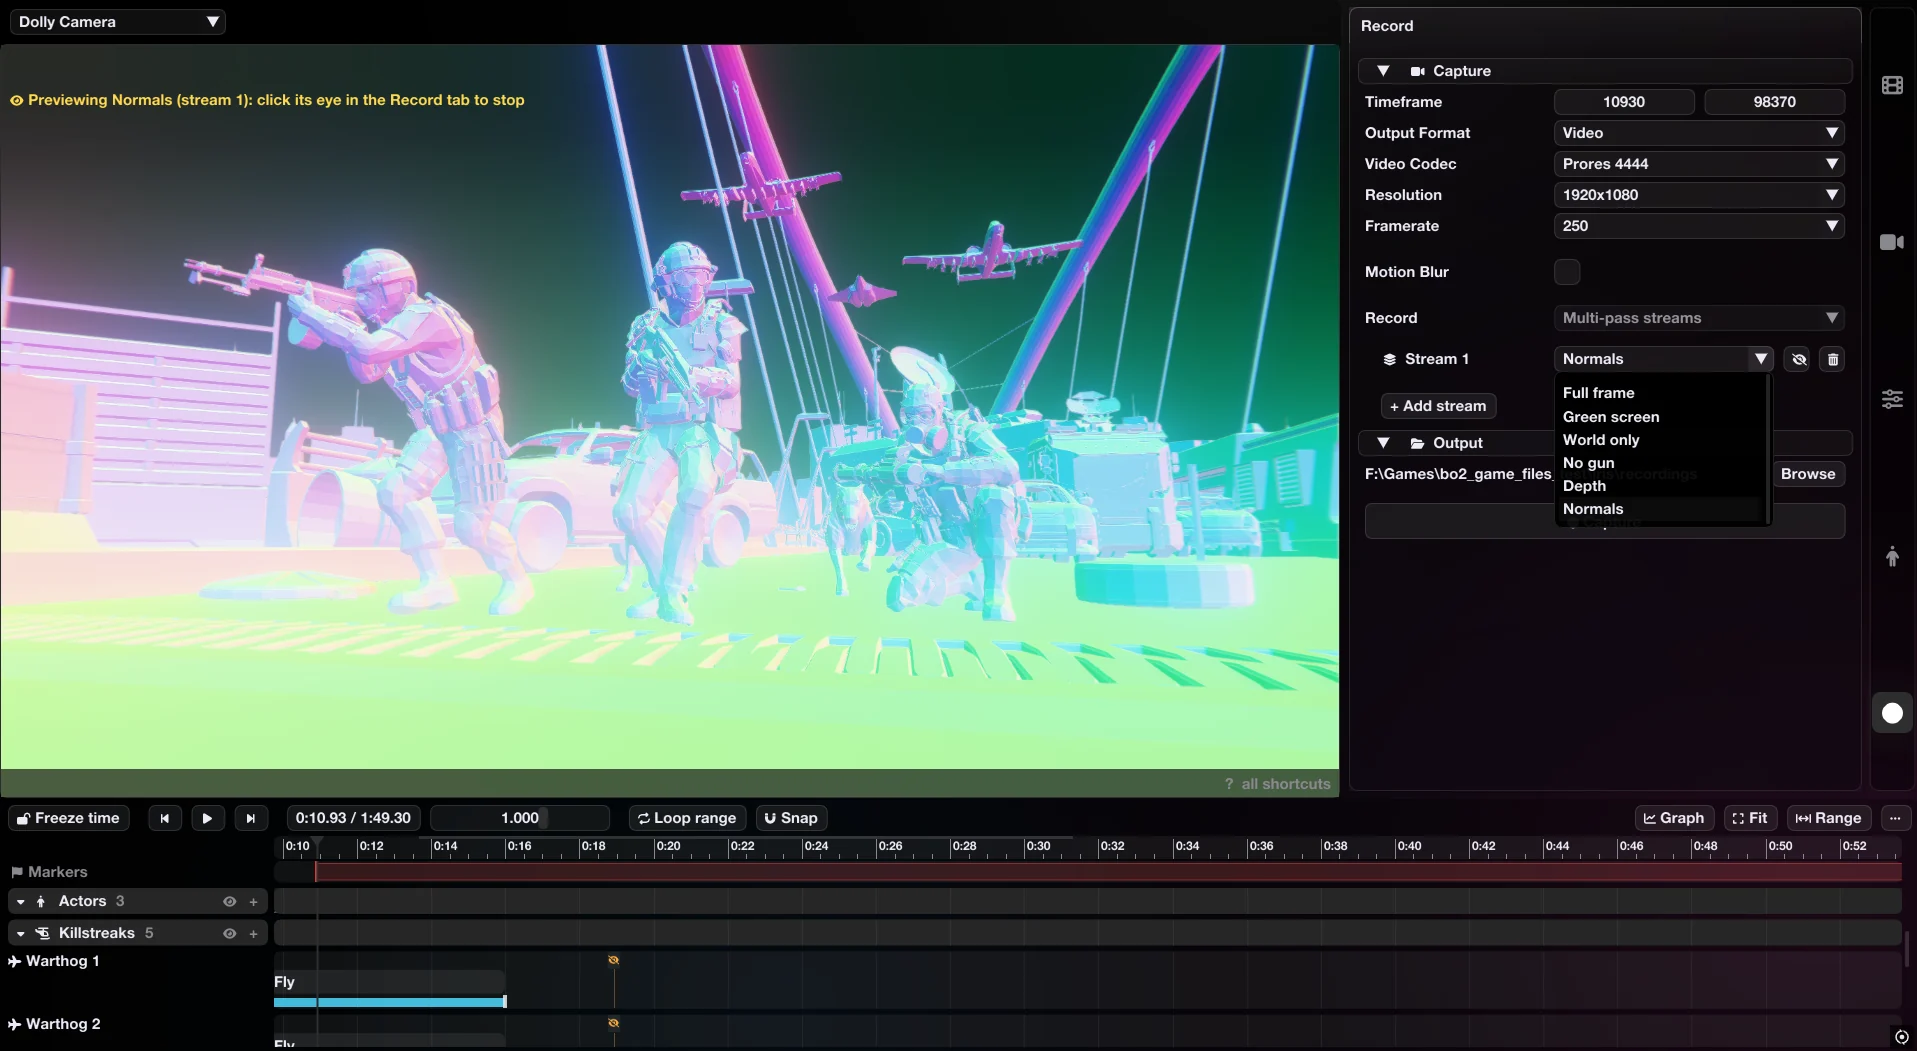 Dolly Camera
Previewing Normals (stream 1): click its eye in the Record tab to stop
? all shortcuts
Record
Capture
Timeframe 10930 98370
Output Format Video
Video Codec Prores 4444
Resolution 1920x1080
Framerate 250
Motion Blur
Record Multi-pass streams
Stream 1 Normals
Full frame
Green screen
World only
No gun
Depth
Normals
+ Add stream
Output
F:\Games\bo2_game_files_ recordings Browse
Freeze time 0:10.93 / 1:49.30 1.000 Loop range Snap Graph Fit Range ...
0:10 0:12 0:14 0:16 0:18 0:20 0:22 0:24 0:26 0:28 0:30 0:32 0:34 0:36 0:38 0:40 0:42 0:44 0:46 0:48 0:50 0:52
Markers
Actors 3 +
Killstreaks 5 +
Warthog 1
Fly
Warthog 2
Fly